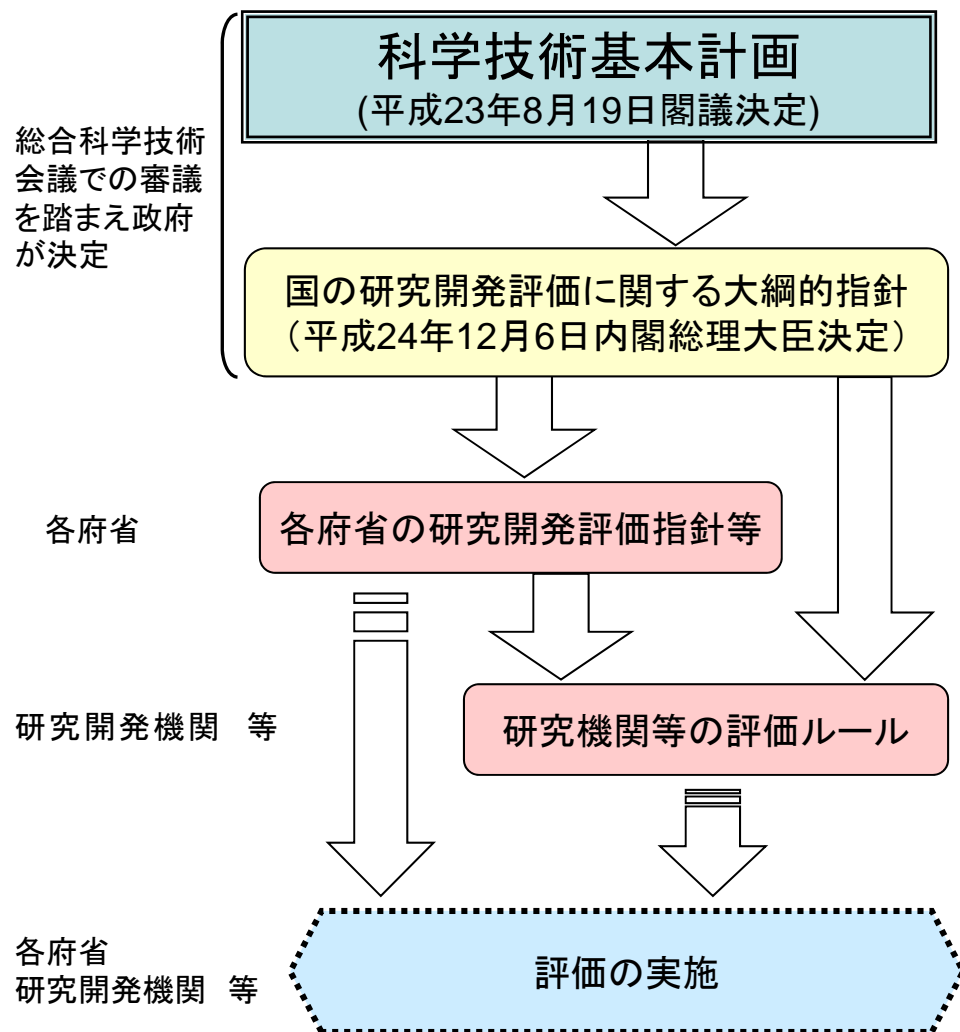 科学技術基本計画
(平成23年8月19日閣議決定)
総合科学技術
会議での審議
を踏まえ政府
が決定
国の研究開発評価に関する大綱的指針
（平成24年12月6日内閣総理大臣決定）
各府省
各府省の研究開発評価指針等
研究開発機関　等
研究機関等の評価ルール
各府省
研究開発機関　等
評価の実施